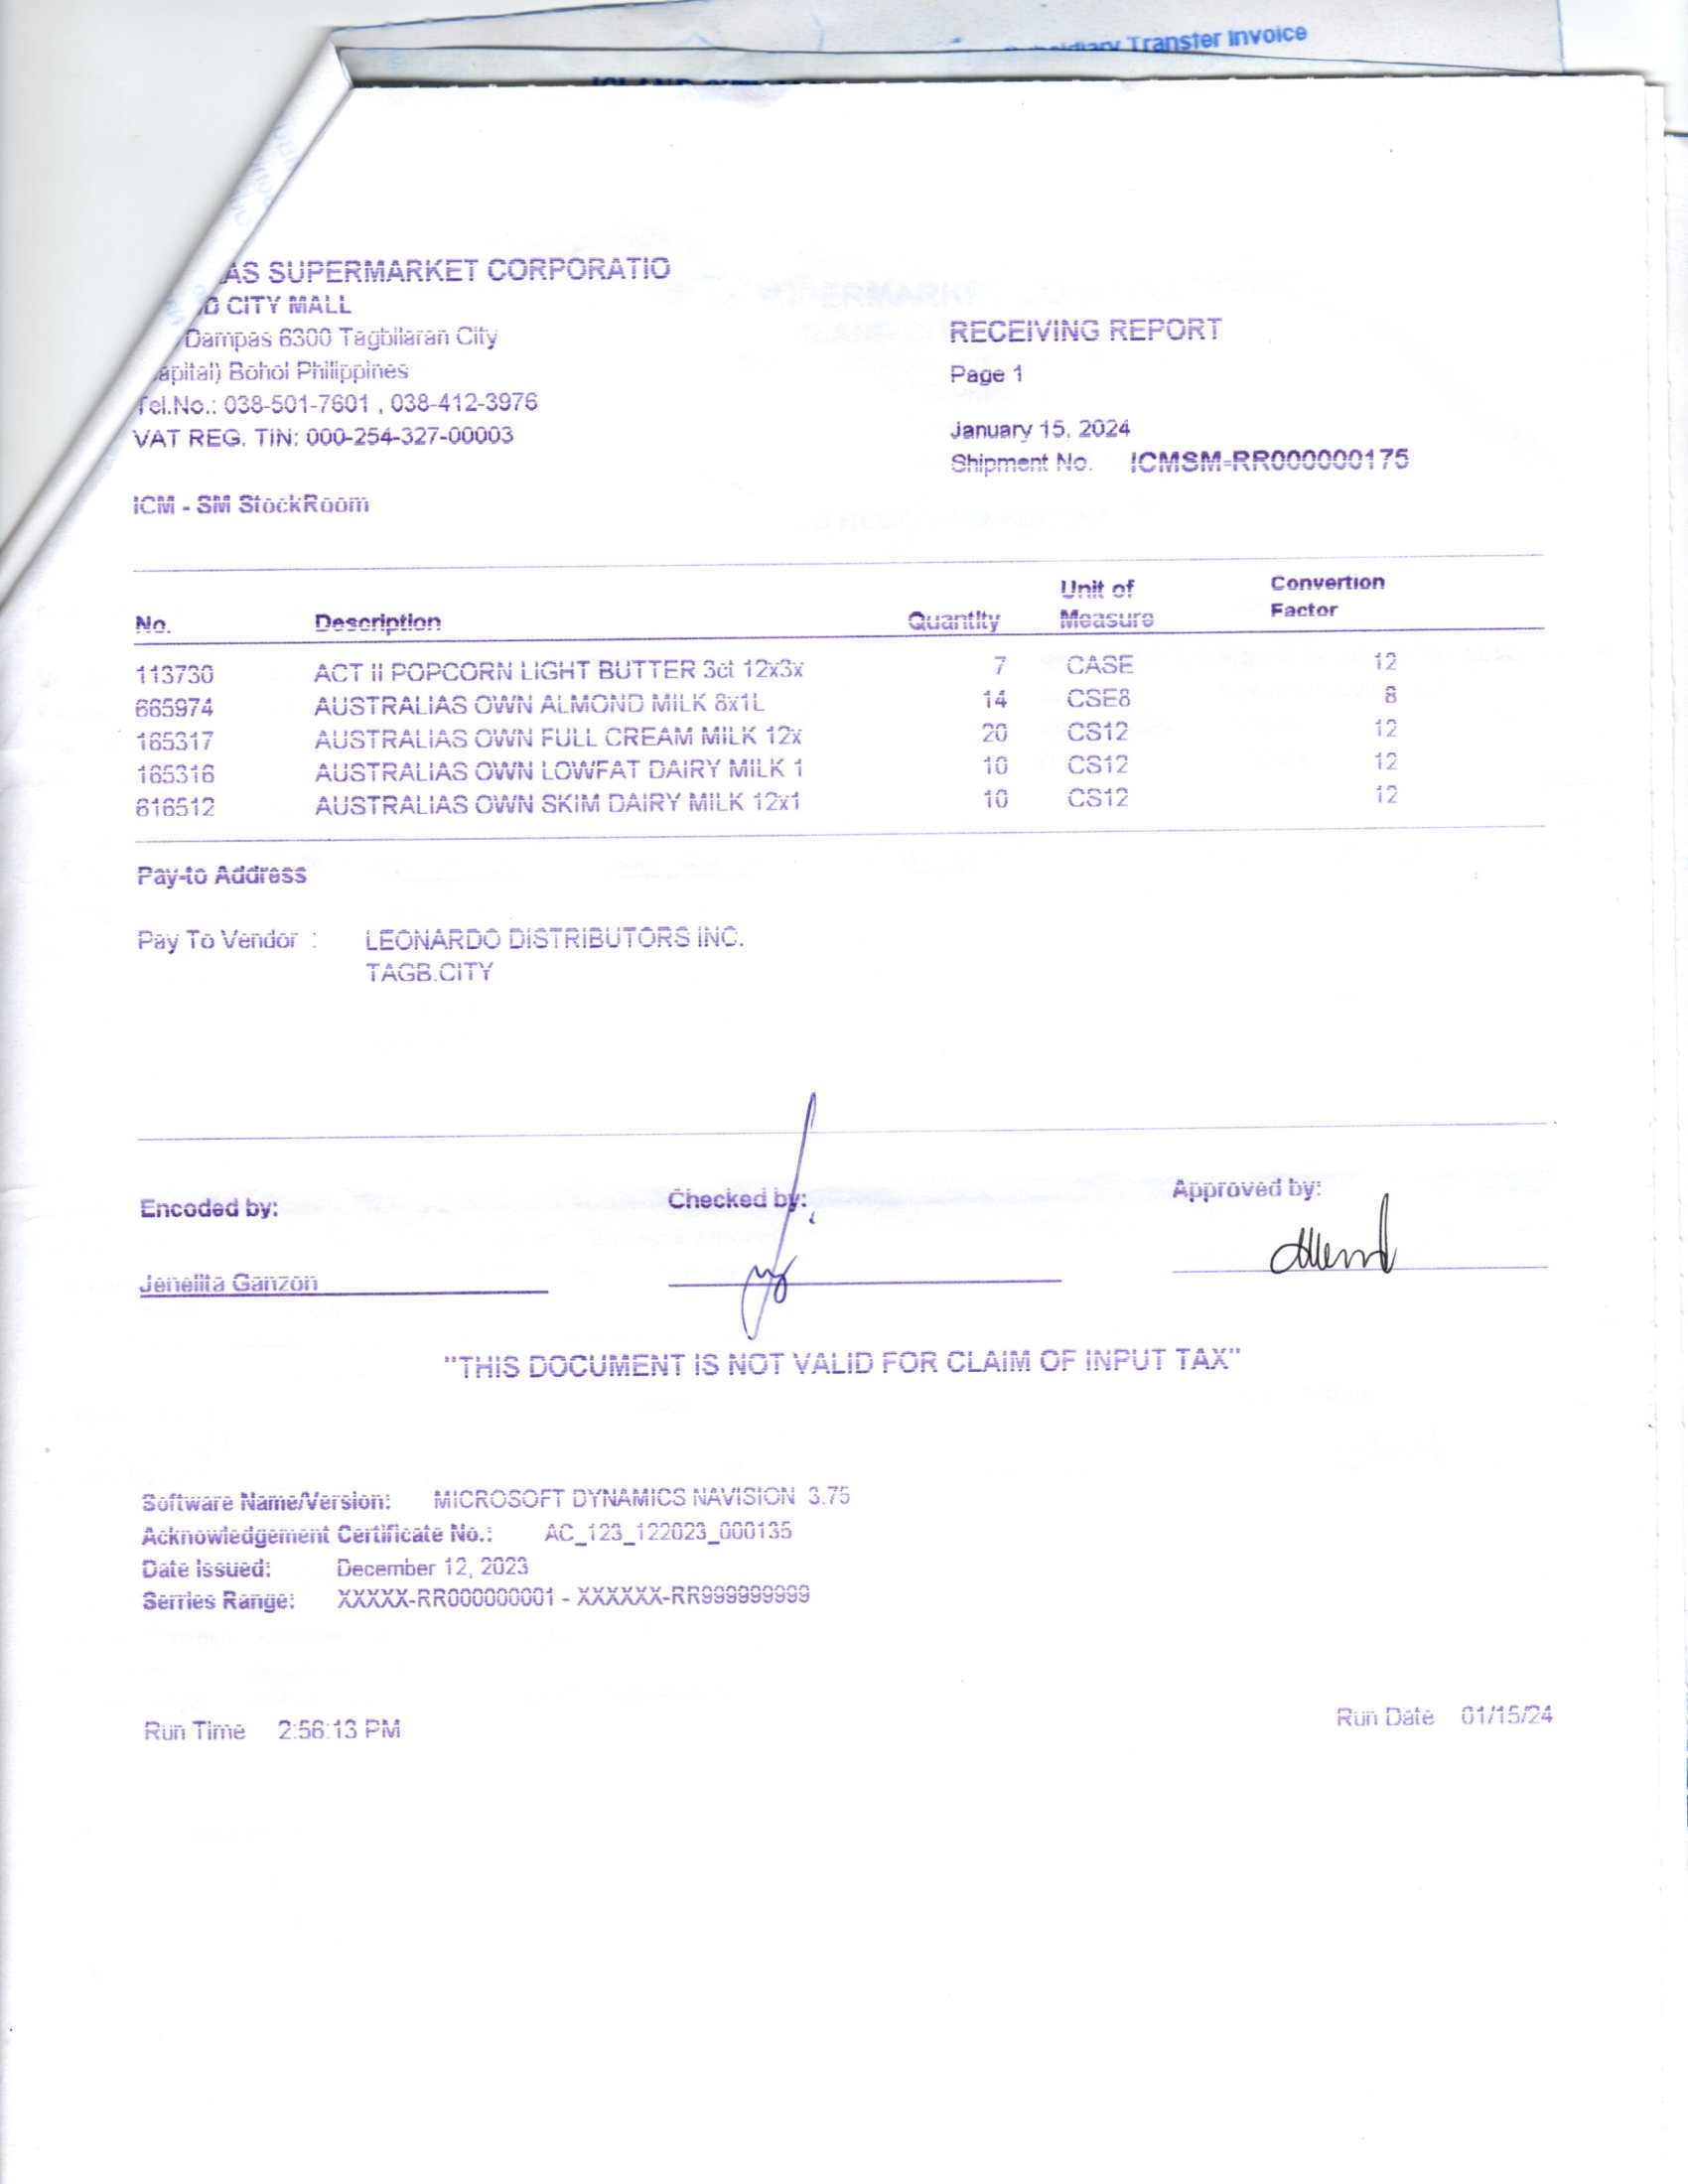 Transfer Invoice
AS SUPERMARKET CORPORATIO
CITY MALL
Dampas 6300 Tagbilaran City
apital) Bohol Philippines
Tel.No.: 038-501-7601 , 038-412-3976
VAT REG. TIN: 000-254-327-00003
RECEIVING REPORT
Page 1
January 15, 2024
Shipment No. ICMSM-RR000000175
ICM - SM StockRoom
No. Description Quantity Unit of Measure Convertion Factor
113730 ACT II POPCORN LIGHT BUTTER 3ct 12x3x 7 CASE 12
665974 AUSTRALIAS OWN ALMOND MILK 8x1L 14 CSE8 8
165317 AUSTRALIAS OWN FULL CREAM MILK 12x 20 CS12 12
165316 AUSTRALIAS OWN LOWFAT DAIRY MILK 1 10 CS12 12
616512 AUSTRALIAS OWN SKIM DAIRY MILK 12x1 10 CS12 12
Pay-to Address
Pay To Vendor : LEONARDO DISTRIBUTORS INC.
TAGB.CITY
Encoded by: Checked by: Approved by:
Jenelita Ganzon
"THIS DOCUMENT IS NOT VALID FOR CLAIM OF INPUT TAX"
Software Name/Version: MICROSOFT DYNAMICS NAVISION 3.75
Acknowledgement Certificate No.: AC_123_122023_000135
Date issued: December 12, 2023
Serries Range: XXXXX-RR000000001 - XXXXXX-RR999999999
Run Time 2:56:13 PM
Run Date 01/15/24